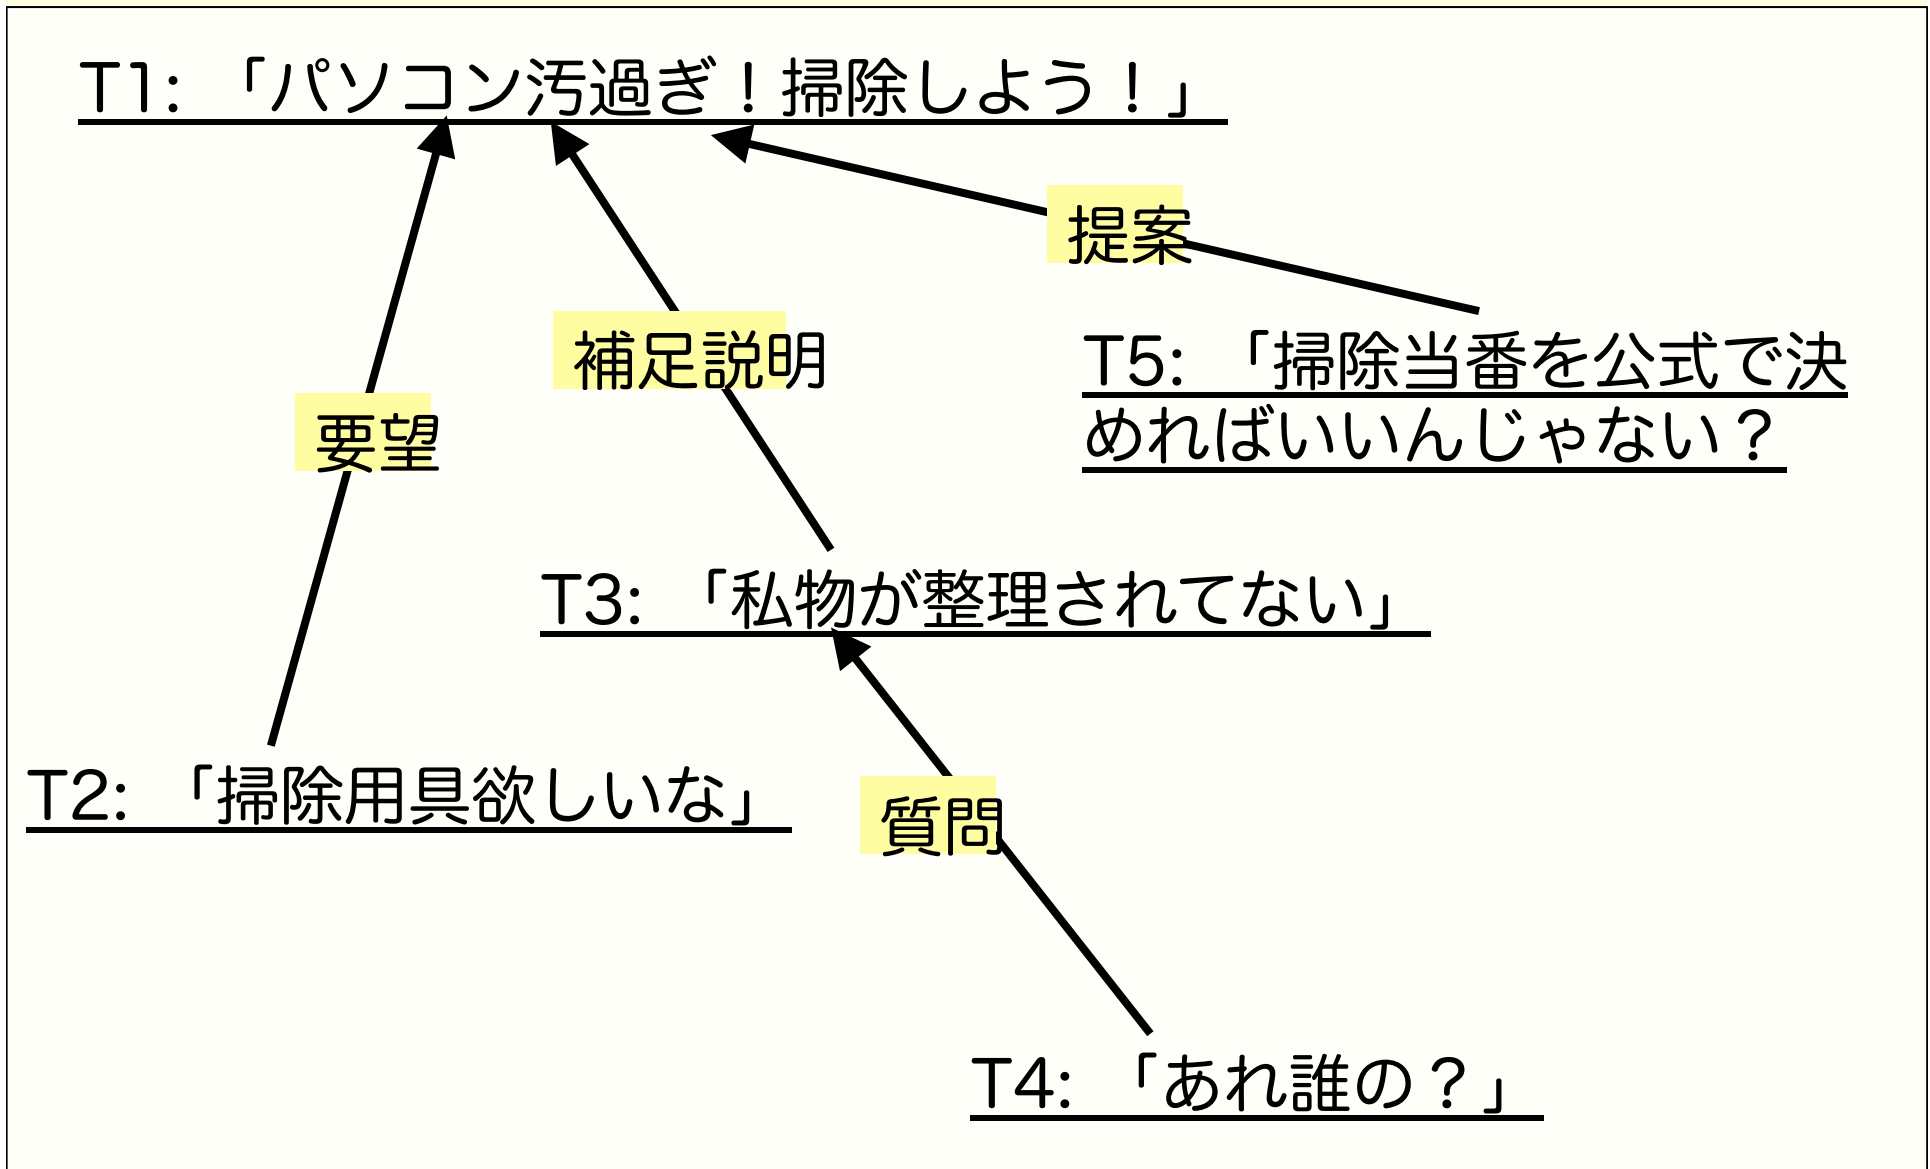 T1: 「パソコン汚過ぎ！掃除しよう！」
提案
補足説明
T5: 「掃除当番を公式で決
めればいいんじゃない？
要望
T3: 「私物が整理されてない」
T2: 「掃除用具欲しいな」
質問
T4: 「あれ誰の？」